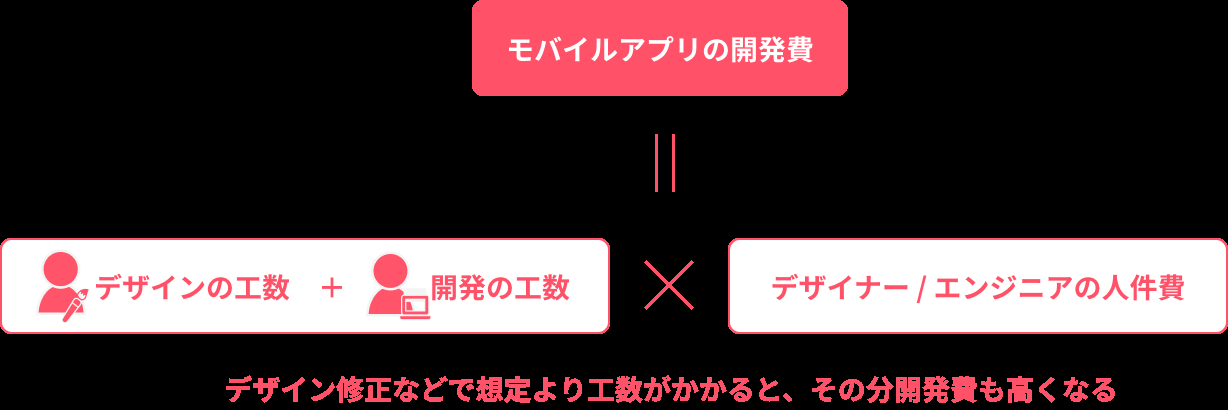 モバイルアプリの開発費
デザインの工数 + 開発の工数 × デザイナー / エンジニアの人件費
デザイン修正などで想定より工数がかかると、その分開発費も高くなる